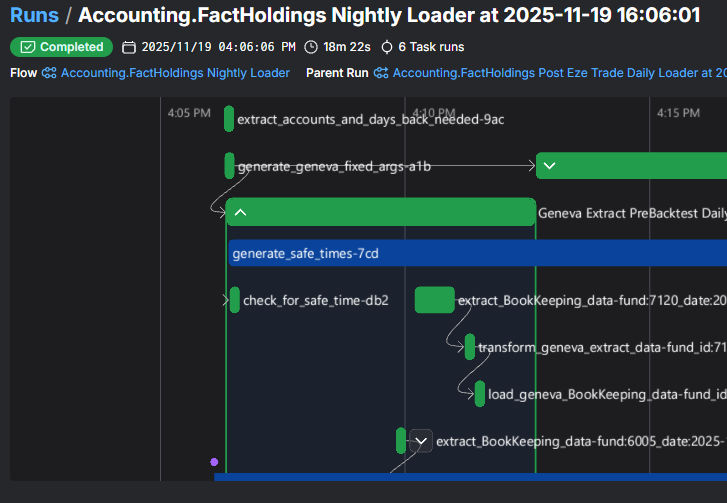 Runs / Accounting.FactHoldings Nightly Loader at 2025-11-19 16:06:01
Completed 2025/11/19 04:06:06 PM 18m 22s 6 Task runs
Flow Accounting.FactHoldings Nightly Loader Parent Run Accounting.FactHoldings Post Eze Trade Daily Loader at 20
4:05 PM 4:10 PM 4:15 PM
extract_accounts_and_days_back_needed-9ac
generate_geneva_fixed_args-a1b
Geneva Extract PreBacktest Daily
generate_safe_times-7cd
check_for_safe_time-db2 extract_BookKeeping_data-fund:7120_date:20
transform_geneva_extract_data-fund_id:71
load_geneva_BookKeeping_data-fund_id
extract_BookKeeping_data-fund:6005_date:2025-